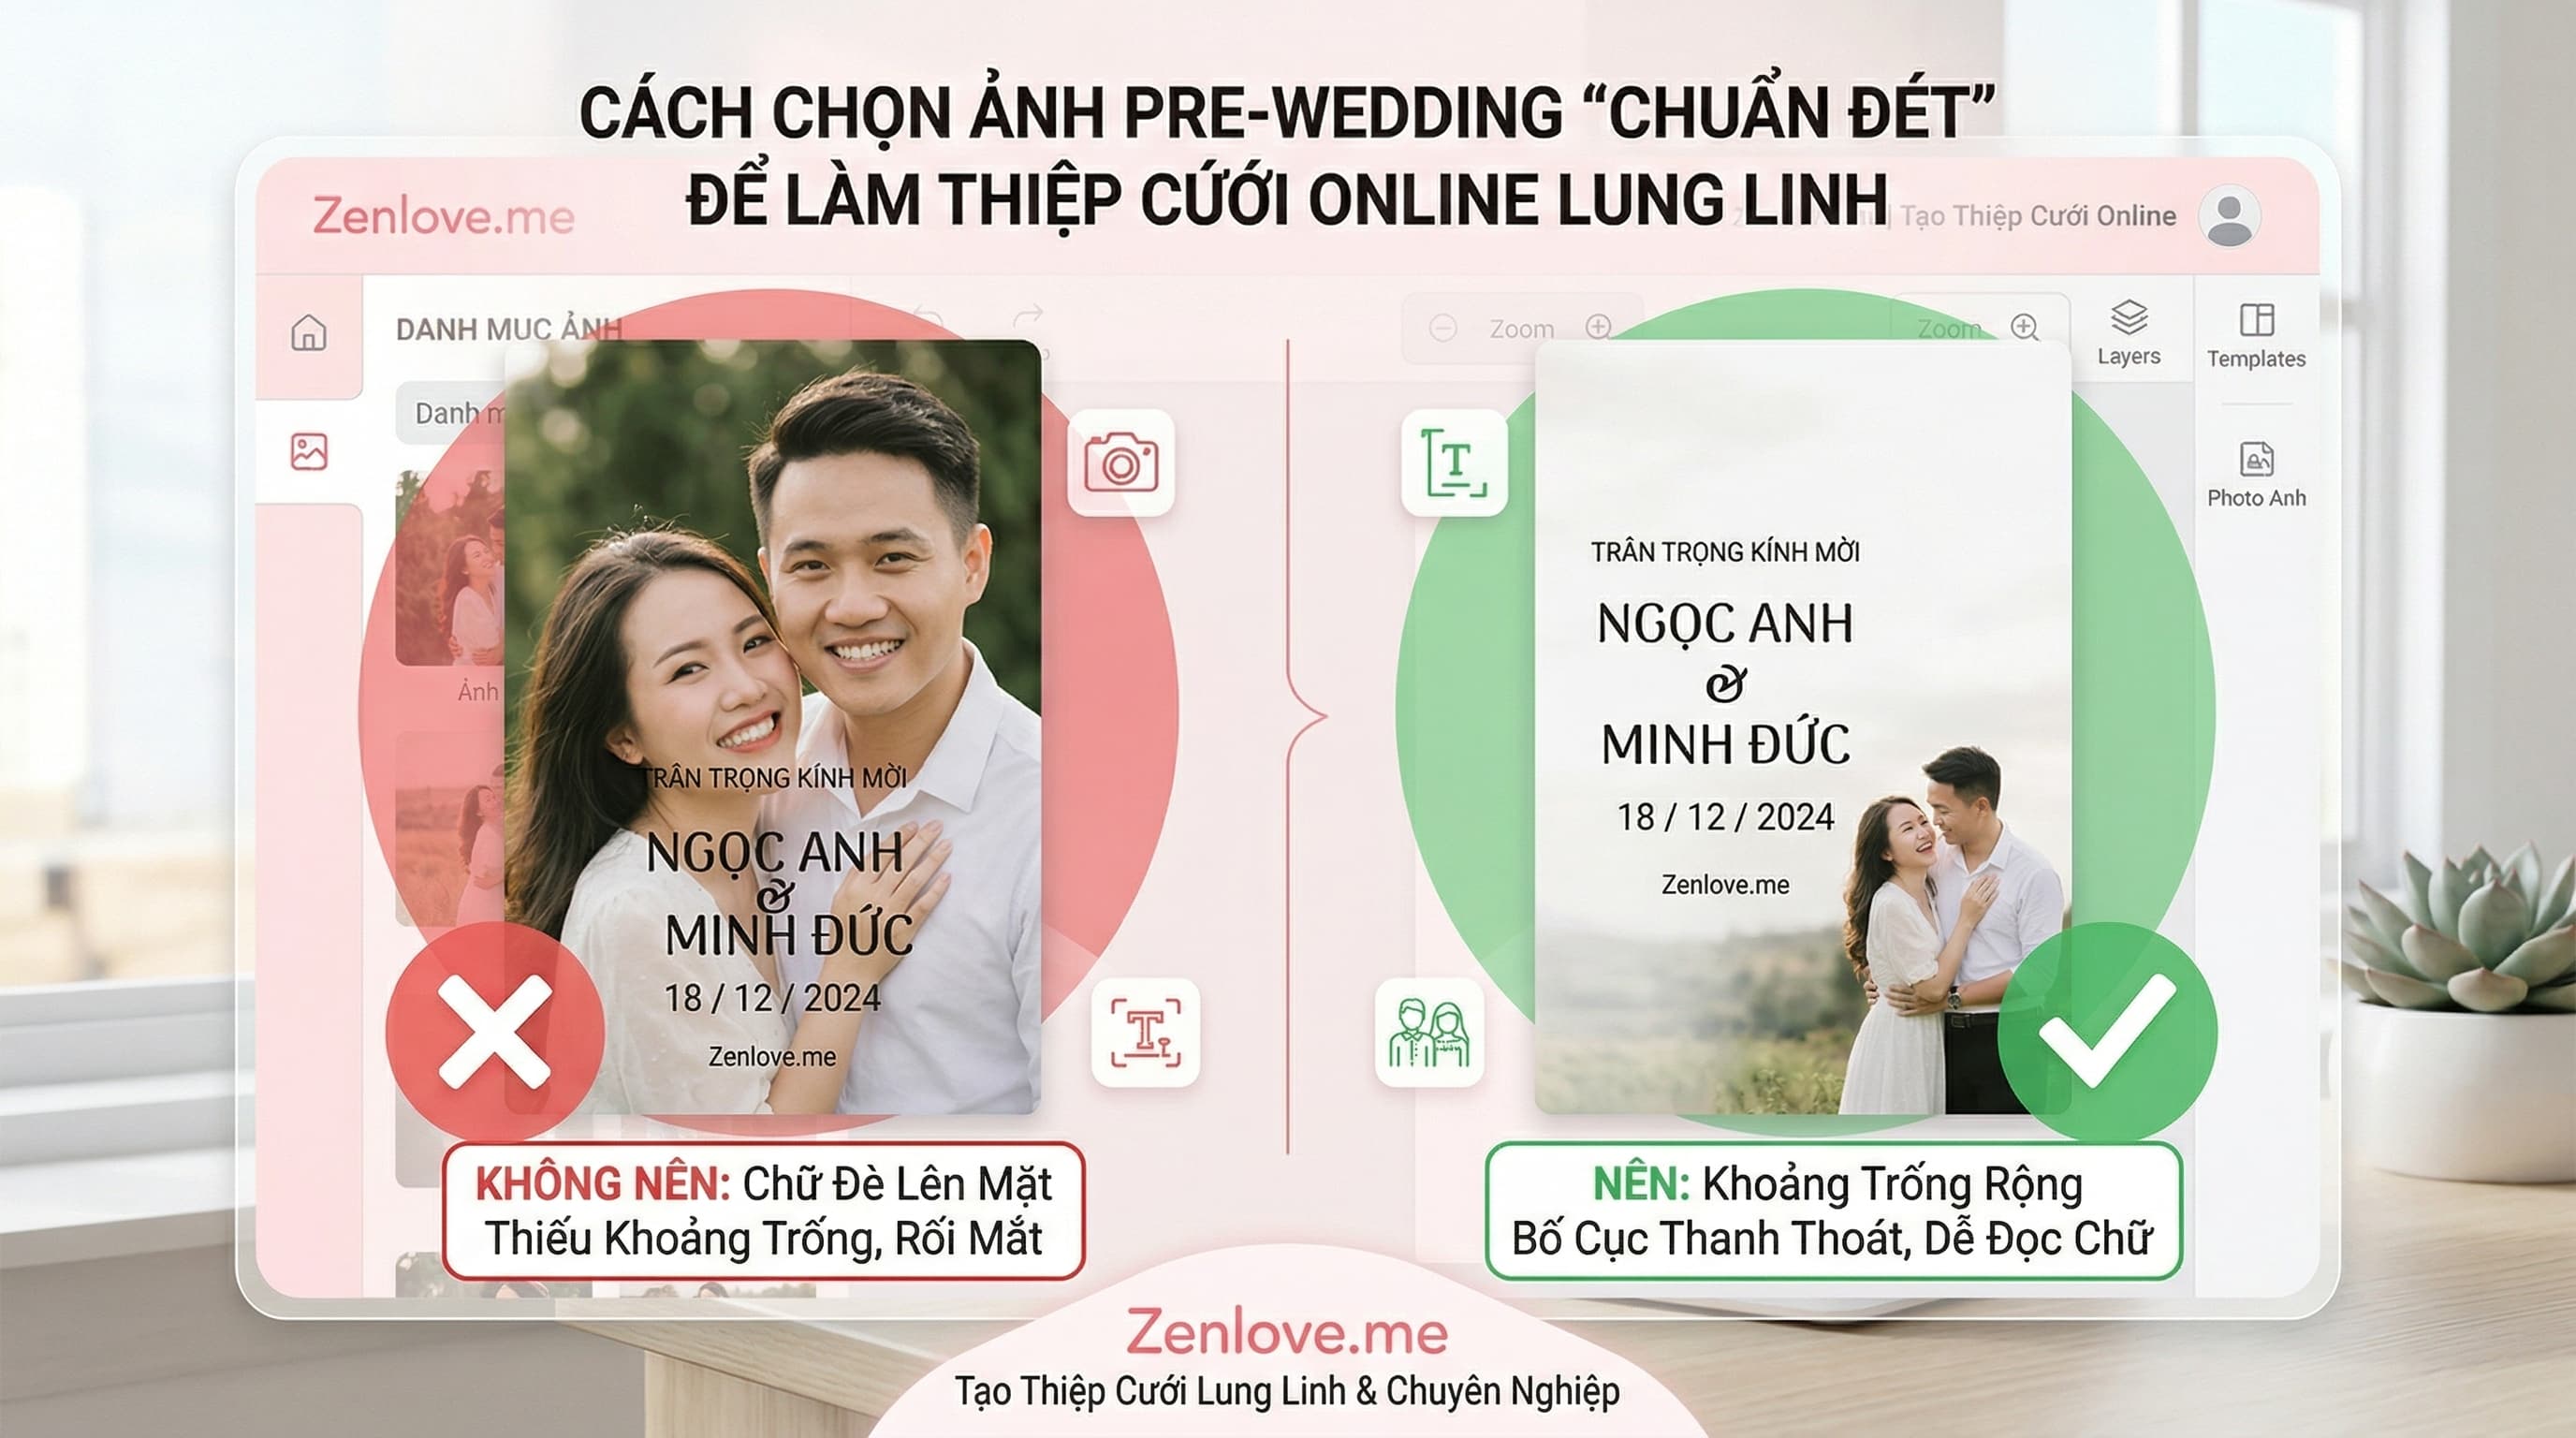 CÁCH CHỌN ẢNH PRE-WEDDING “CHUẨN ĐÉT”
ĐỂ LÀM THIỆP CỨỚI ONLINE LUNG LINH
Zenlove.me
| Tạo Thiệp Cưới Online
DANH MUC ẢNH
Danh
Ảnh
Zoom
Zoom
Layers
Templates
Photo Anh
TRÂN TRỌNG KÍNH MỜI
NGỌC ANH
&
MINH ĐỨC
18 / 12 / 2024
Zenlove.me
KHÔNG NÊN: Chữ Đè Lên Mặt
Thiếu Khoảng Trống, Rối Mắt
TRÂN TRỌNG KÍNH MỜI
NGỌC ANH
&
MINH ĐỨC
18 / 12 / 2024
Zenlove.me
NÊN: Khoảng Trống Rộng
Bố Cục Thanh Thoát, Dễ Đọc Chữ
Zenlove.me
Tạo Thiệp Cưới Lung Linh & Chuyên Nghiệp